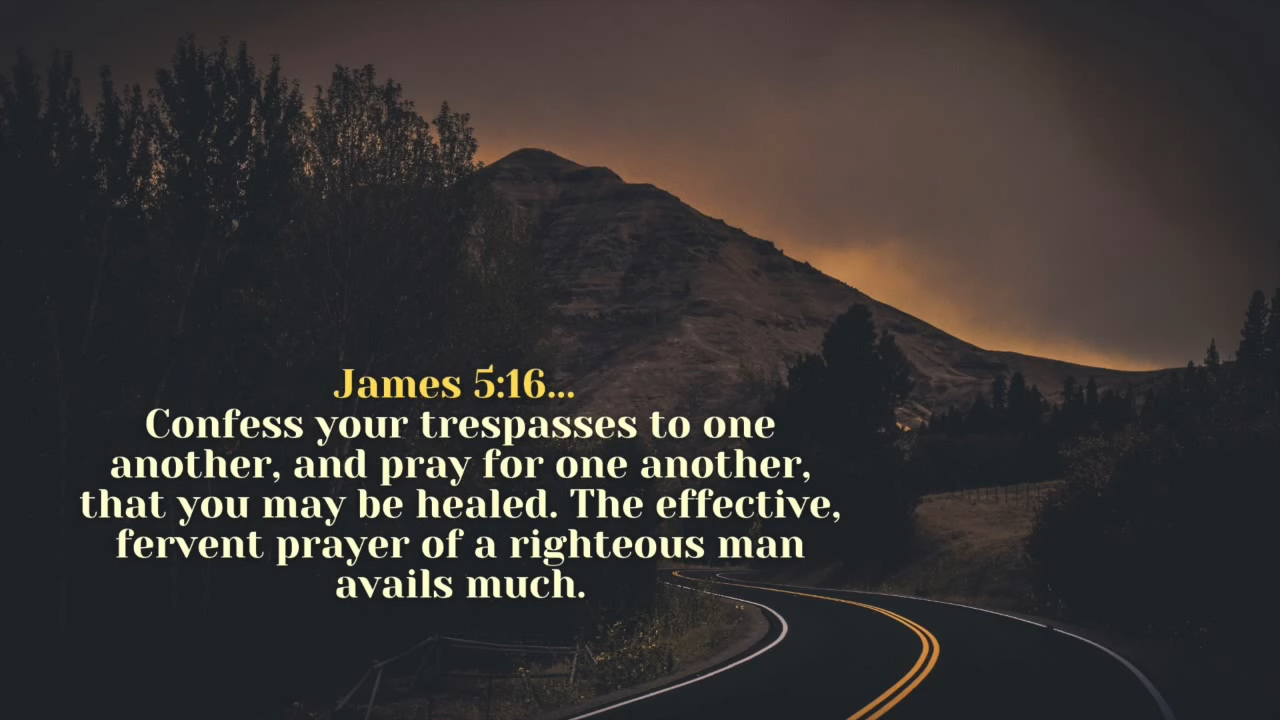 James 5:16...
Confess your trespasses to one
another, and pray for one another,
that you may be healed. The effective,
fervent prayer of a righteous man
avails much.